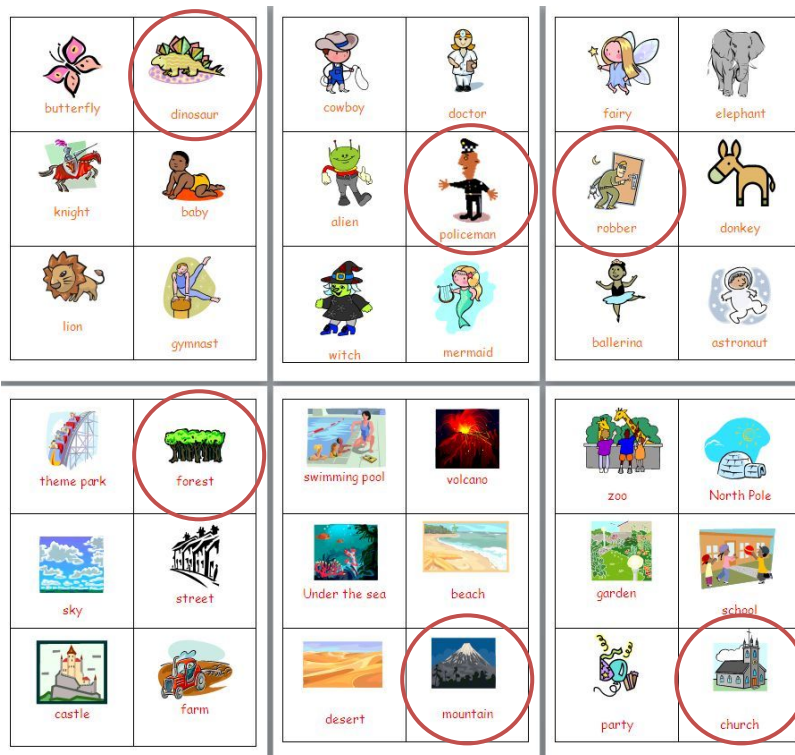 butterfly
dinosaur
knight
baby
lion
gymnast
cowboy
doctor
alien
policeman
witch
mermaid
fairy
elephant
robber
donkey
ballerina
astronaut
theme park
forest
sky
street
castle
farm
swimming pool
volcano
Under the sea
beach
desert
mountain
zoo
North Pole
garden
school
party
church